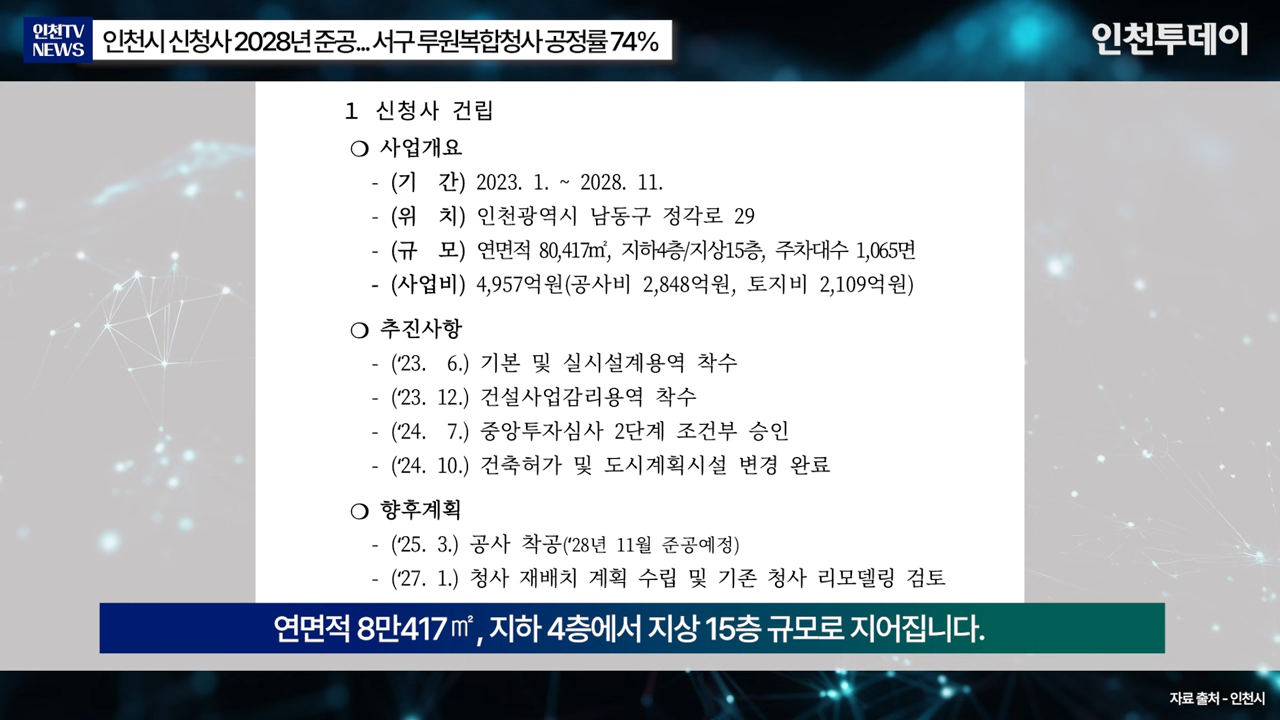 인천TV
NEWS
인천시 신청사 2028년 준공... 서구 루원복합청사 공정률 74%
인천투데이
1 신청사 건립
❍ 사업개요
- (기 간) 2023. 1. ~ 2028. 11.
- (위 치) 인천광역시 남동구 정각로 29
- (규 모) 연면적 80,417㎡, 지하4층/지상15층, 주차대수 1,065면
- (사업비) 4,957억원(공사비 2,848억원, 토지비 2,109억원)
❍ 추진사항
- (‘23. 6.) 기본 및 실시설계용역 착수
- (‘23. 12.) 건설사업감리용역 착수
- (‘24. 7.) 중앙투자심사 2단계 조건부 승인
- (‘24. 10.) 건축허가 및 도시계획시설 변경 완료
❍ 향후계획
- (‘25. 3.) 공사 착공(‘28년 11월 준공예정)
- (‘27. 1.) 청사 재배치 계획 수립 및 기존 청사 리모델링 검토
연면적 8만417㎡, 지하 4층에서 지상 15층 규모로 지어집니다.
자료 출처 - 인천시